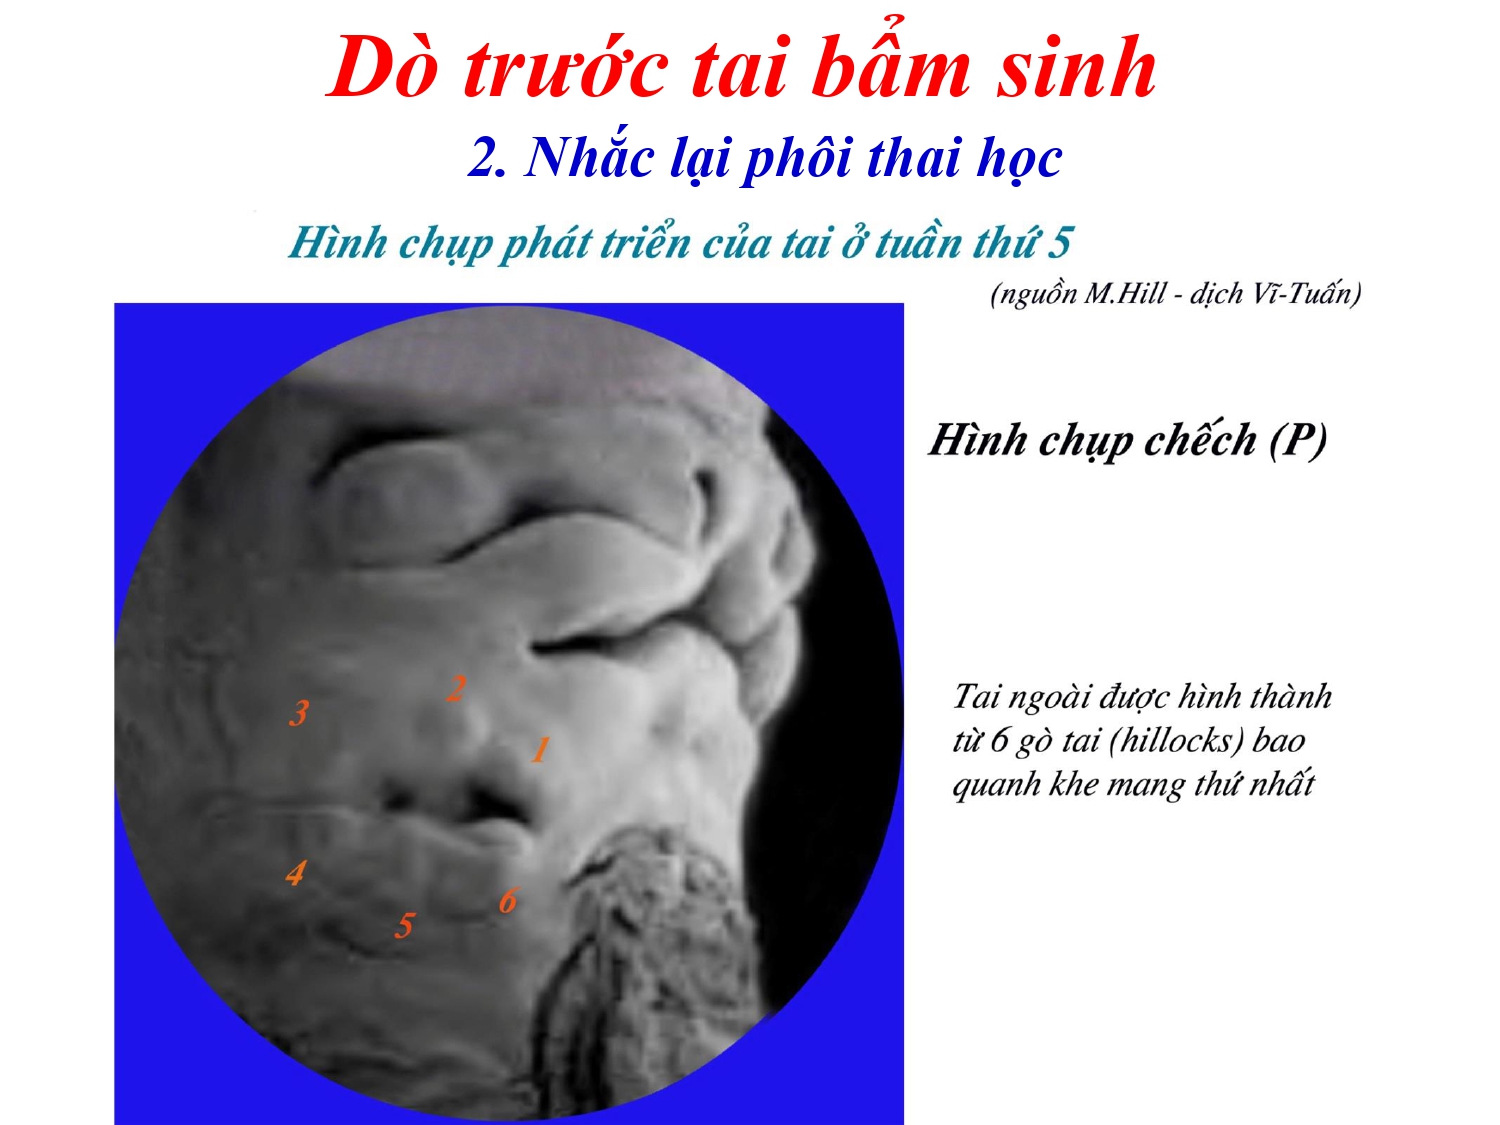 Dò trước tai bẩm sinh
2. Nhắc lại phôi thai học
Hình chụp phát triển của tai ở tuần thứ 5
(nguồn M.Hill - dịch Vĩ-Tuấn)
Hình chụp chếch (P)
2
3
1
Tai ngoài được hình thành
từ 6 gò tai (hillocks) bao
quanh khe mang thứ nhất
4
6
5